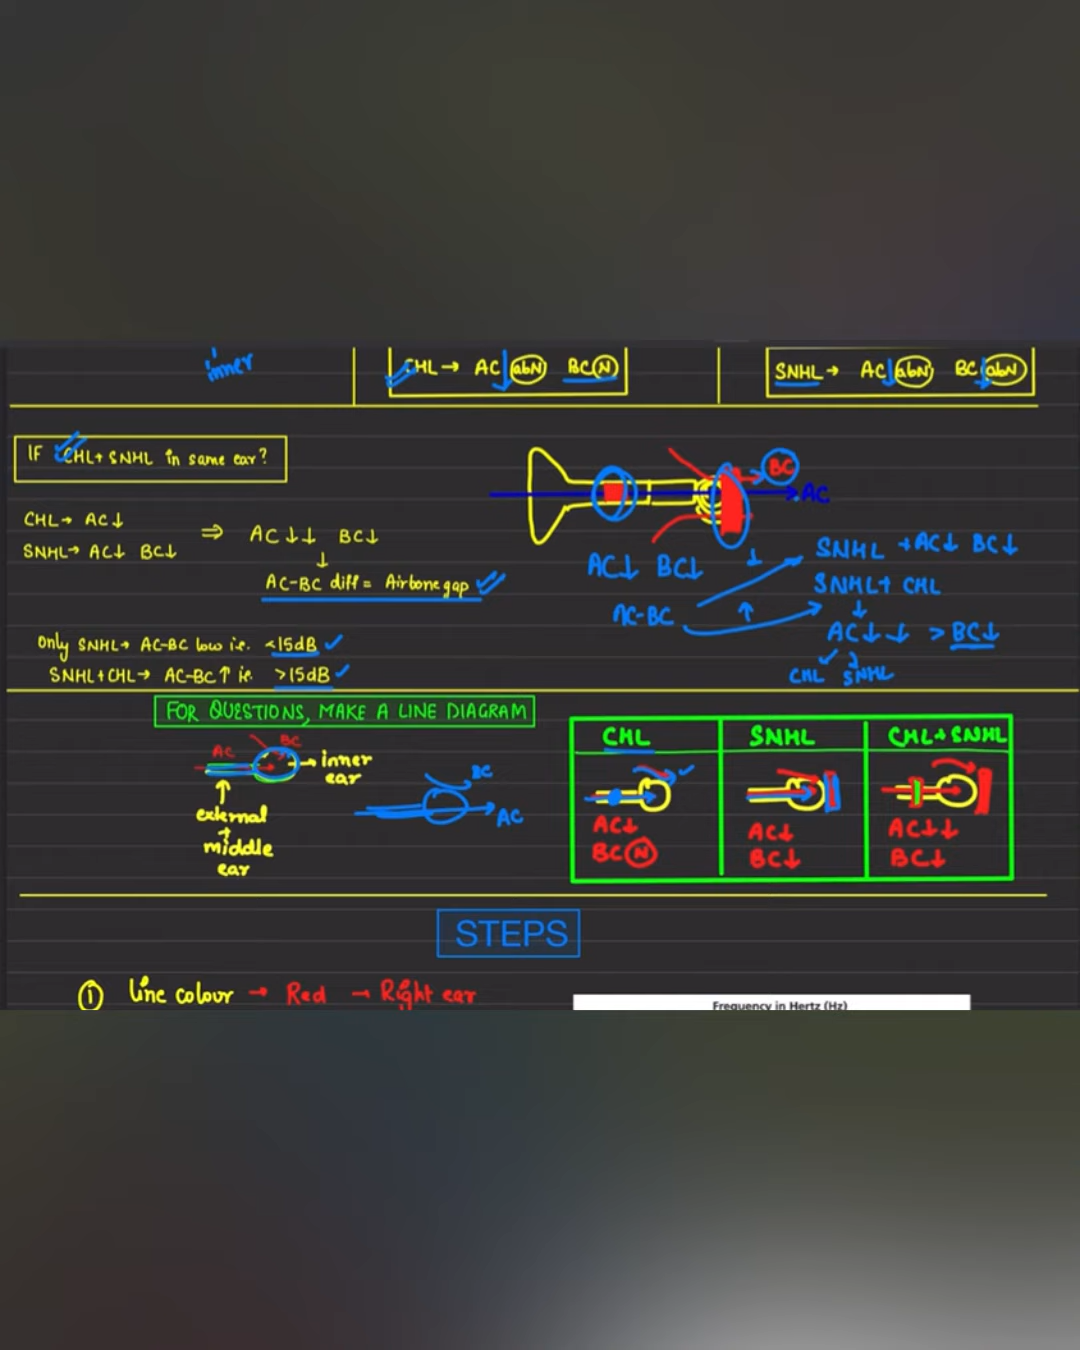 inner
CHL → AC↓ abN BC N
SNHL → AC↓ abN BC↓ abN
IF CHL + SNHL in same ear?
BC
AC
CHL → AC↓
SNHL → AC↓ BC↓
⇒ AC↓↓ BC↓
↓
AC-BC diff = Airbone gap
AC↓ BC↓
↓
SNHL → AC↓ BC↓
SNHL + CHL
AC-BC
↑
↓
AC↓↓ > BC↓
CHL SNHL
Only SNHL → AC-BC low i.e. <15dB
SNHL + CHL → AC-BC↑ i.e. >15dB
FOR QUESTIONS, MAKE A LINE DIAGRAM
AC BC
→ inner
ear
↑
external
+
middle
ear
BC
AC
CHL SNHL CHL + SNHL
AC↓ AC↓ AC↓↓
BC N BC↓ BC↓
STEPS
① line colour → Red → Right ear
Frequency in Hertz (Hz)